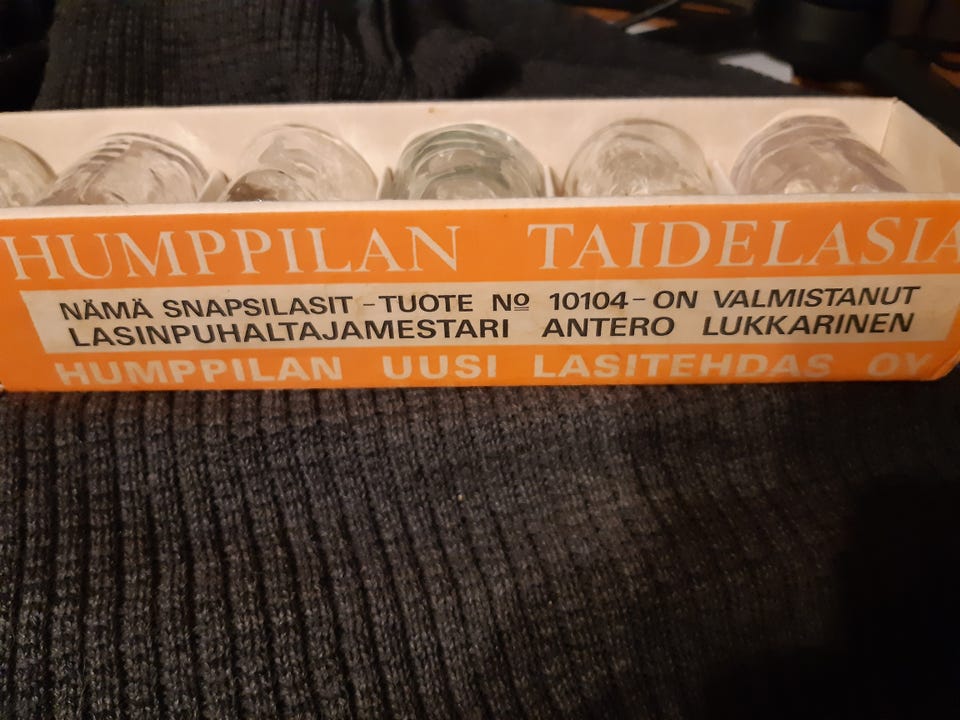 HUMPPILAN TAIDELASIA
NÄMÄ SNAPSILASIT – TUOTE Nº 10104 – ON VALMISTANUT
LASINPUHALTAJAMESTARI ANTERO LUKKARINEN
HUMPPILAN UUSI LASITEHDAS OY